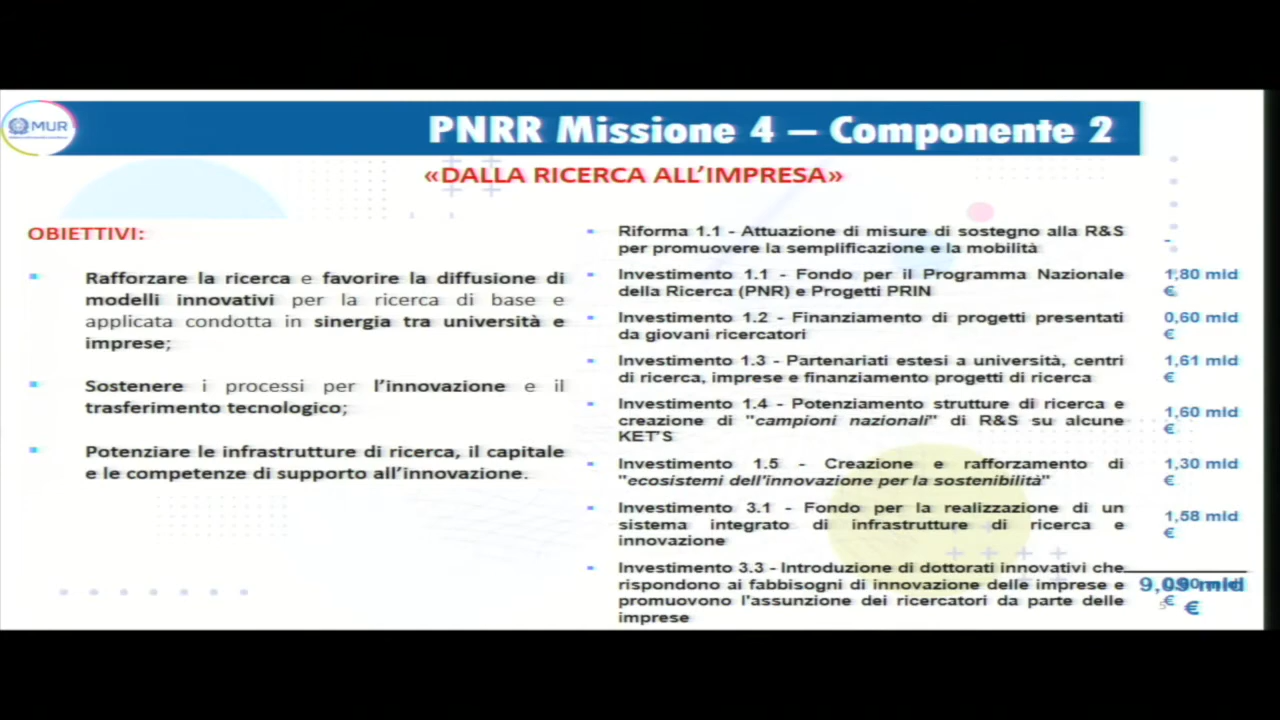 MUR
PNRR Missione 4 – Componente 2
«DALLA RICERCA ALL'IMPRESA»
OBIETTIVI:
Rafforzare la ricerca e favorire la diffusione di
modelli innovativi per la ricerca di base e
applicata condotta in sinergia tra università e
imprese;
Sostenere i processi per l'innovazione e il
trasferimento tecnologico;
Potenziare le infrastrutture di ricerca, il capitale
e le competenze di supporto all'innovazione.
Riforma 1.1 - Attuazione di misure di sostegno alla R&S
per promuovere la semplificazione e la mobilità
-
Investimento 1.1 - Fondo per il Programma Nazionale
della Ricerca (PNR) e Progetti PRIN
1,80 mld
€
Investimento 1.2 - Finanziamento di progetti presentati
da giovani ricercatori
0,60 mld
€
Investimento 1.3 - Partenariati estesi a università, centri
di ricerca, imprese e finanziamento progetti di ricerca
1,61 mld
€
Investimento 1.4 - Potenziamento strutture di ricerca e
creazione di "campioni nazionali" di R&S su alcune
KET'S
1,60 mld
€
Investimento 1.5 - Creazione e rafforzamento di
"ecosistemi dell'innovazione per la sostenibilità"
1,30 mld
€
Investimento 3.1 - Fondo per la realizzazione di un
sistema integrato di infrastrutture di ricerca e
innovazione
1,58 mld
€
Investimento 3.3 - Introduzione di dottorati innovativi che
rispondono ai fabbisogni di innovazione delle imprese e
promuovono l'assunzione dei ricercatori da parte delle
imprese
€
9,09 mld
€
5